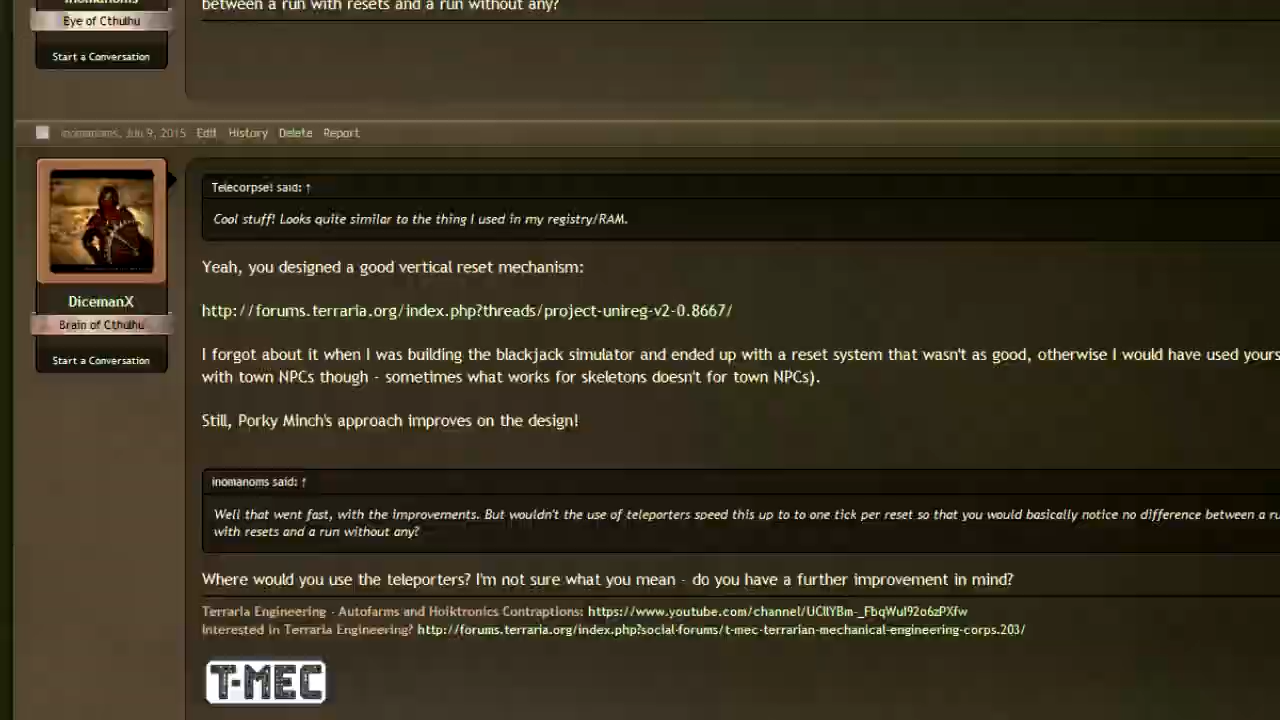 between a run with resets and a run without any?
inomanoms
Eye of Cthulhu
Start a Conversation
inomanoms, Jun 9, 2015 Edit History Delete Report
Telecorpse! said: ↑
Cool stuff! Looks quite similar to the thing I used in my registry/RAM.
Yeah, you designed a good vertical reset mechanism:
DicemanX
Brain of Cthulhu
Start a Conversation
http://forums.terraria.org/index.php?threads/project-unireg-v2-0.8667/
I forgot about it when I was building the blackjack simulator and ended up with a reset system that wasn't as good, otherwise I would have used yours
with town NPCs though - sometimes what works for skeletons doesn't for town NPCs).
Still, Porky Minch's approach improves on the design!
inomanoms said: ↑
Well that went fast, with the improvements. But wouldn't the use of teleporters speed this up to to one tick per reset so that you would basically notice no difference between a
with resets and a run without any?
Where would you use the teleporters? I'm not sure what you mean - do you have a further improvement in mind?
Terraria Engineering - Autofarms and Hoiktronics Contraptions:
Interested in Terraria Engineering? http://forums.terraria.org/index.php?social-forums/t-mec-terrarian-mechanical-engineering-corps.203/
T-MEC